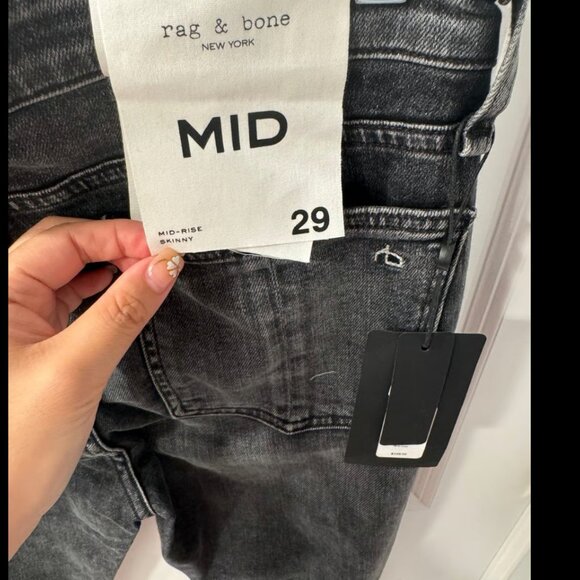 rag & bone
NEW YORK
MID
MID-RISE
SKINNY
29